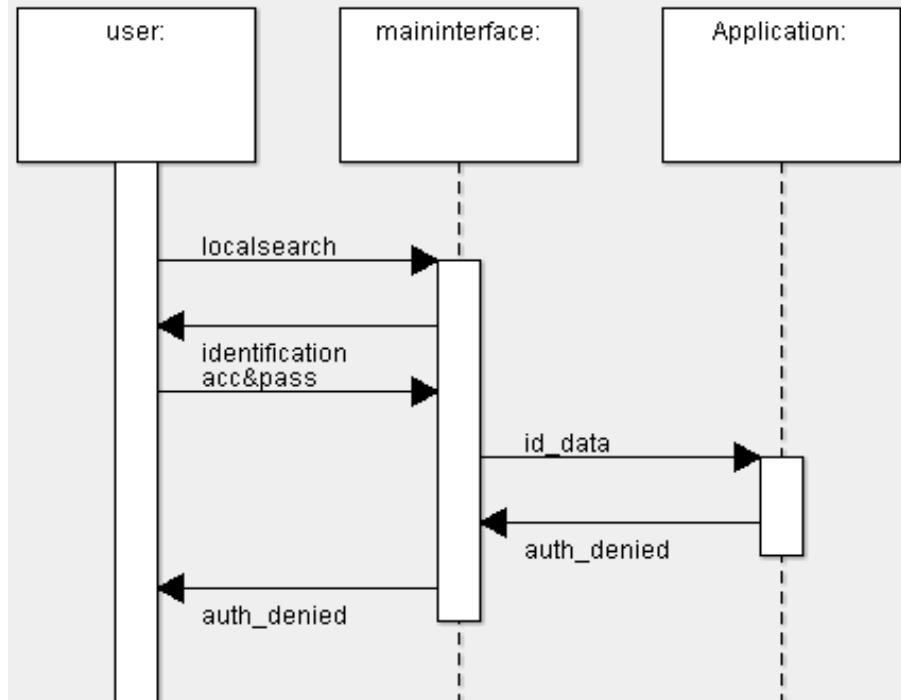 user:
maininterface:
Application:
localsearch
identification
acc&pass
id_data
auth_denied
auth_denied